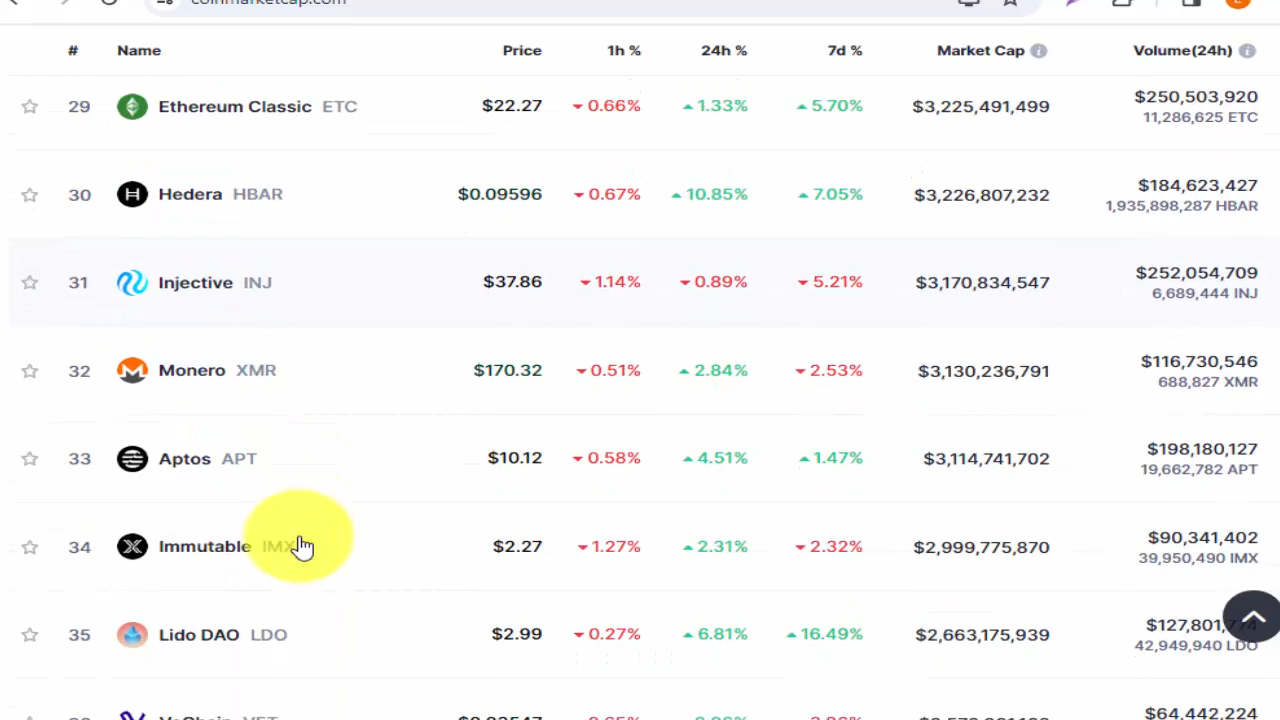 coinmarketcap.com
# Name Price 1h % 24h % 7d % Market Cap Volume(24h)
29 Ethereum Classic ETC $22.27 0.66% 1.33% 5.70% $3,225,491,499 $250,503,920
11,286,625 ETC
30 Hedera HBAR $0.09596 0.67% 10.85% 7.05% $3,226,807,232 $184,623,427
1,935,898,287 HBAR
31 Injective INJ $37.86 1.14% 0.89% 5.21% $3,170,834,547 $252,054,709
6,689,444 INJ
32 Monero XMR $170.32 0.51% 2.84% 2.53% $3,130,236,791 $116,730,546
688,827 XMR
33 Aptos APT $10.12 0.58% 4.51% 1.47% $3,114,741,702 $198,180,127
19,662,782 APT
34 Immutable IMX $2.27 1.27% 2.31% 2.32% $2,999,775,870 $90,341,402
39,950,490 IMX
35 Lido DAO LDO $2.99 0.27% 6.81% 16.49% $2,663,175,939 $127,801,774
42,949,940 LDO
VeChain VET $64,442,224